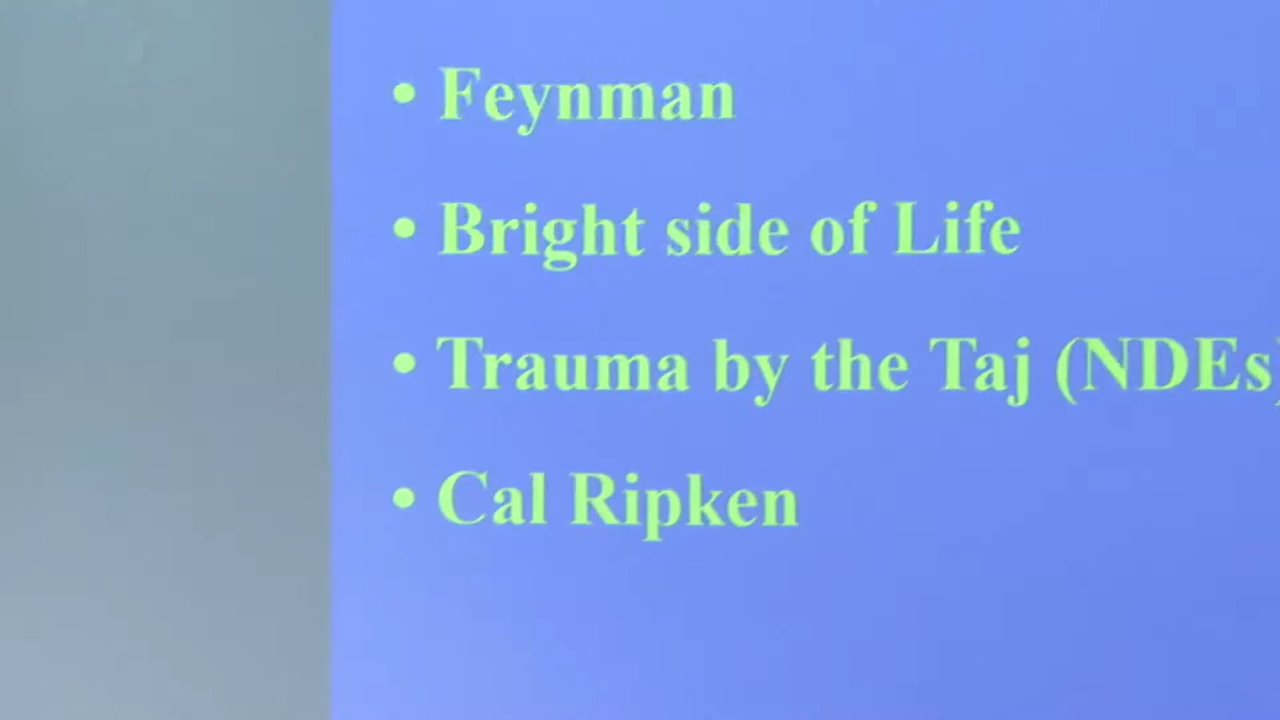 • Feynman
• Bright side of Life
• Trauma by the Taj (NDEs)
• Cal Ripken